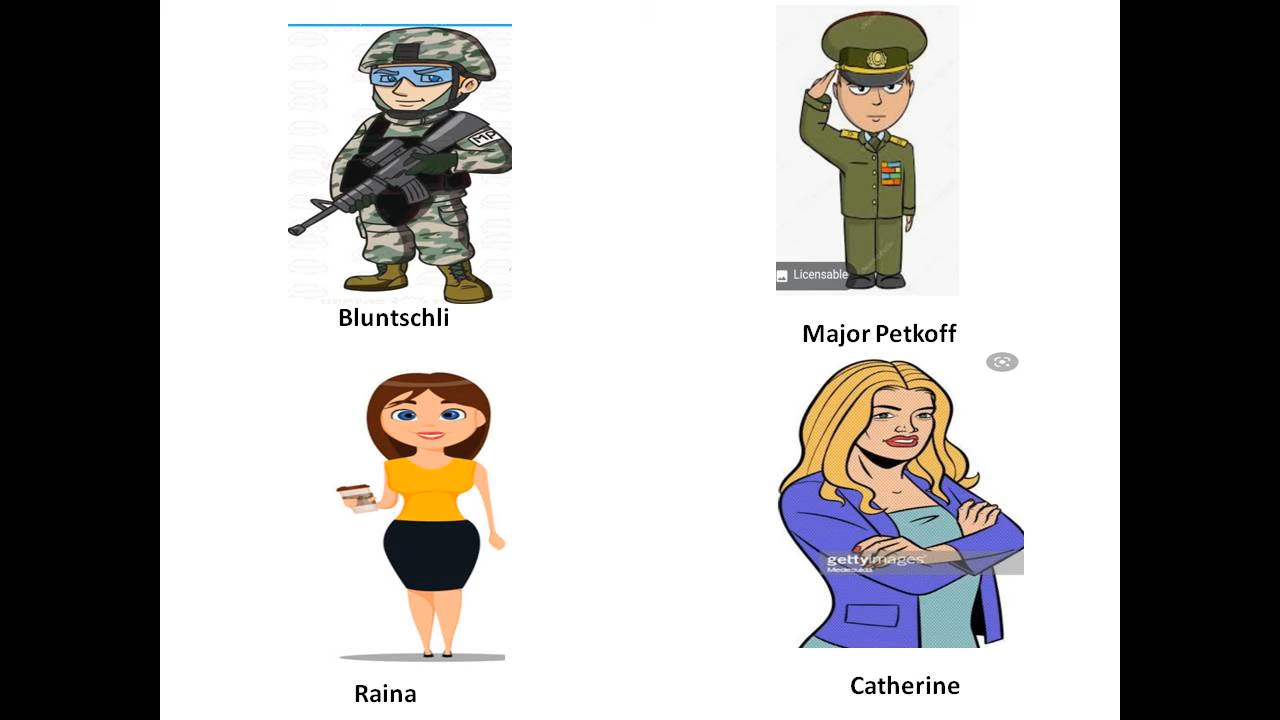 MP
Licensable
Bluntschli
Major Petkoff
gettyimages
Raina
Catherine